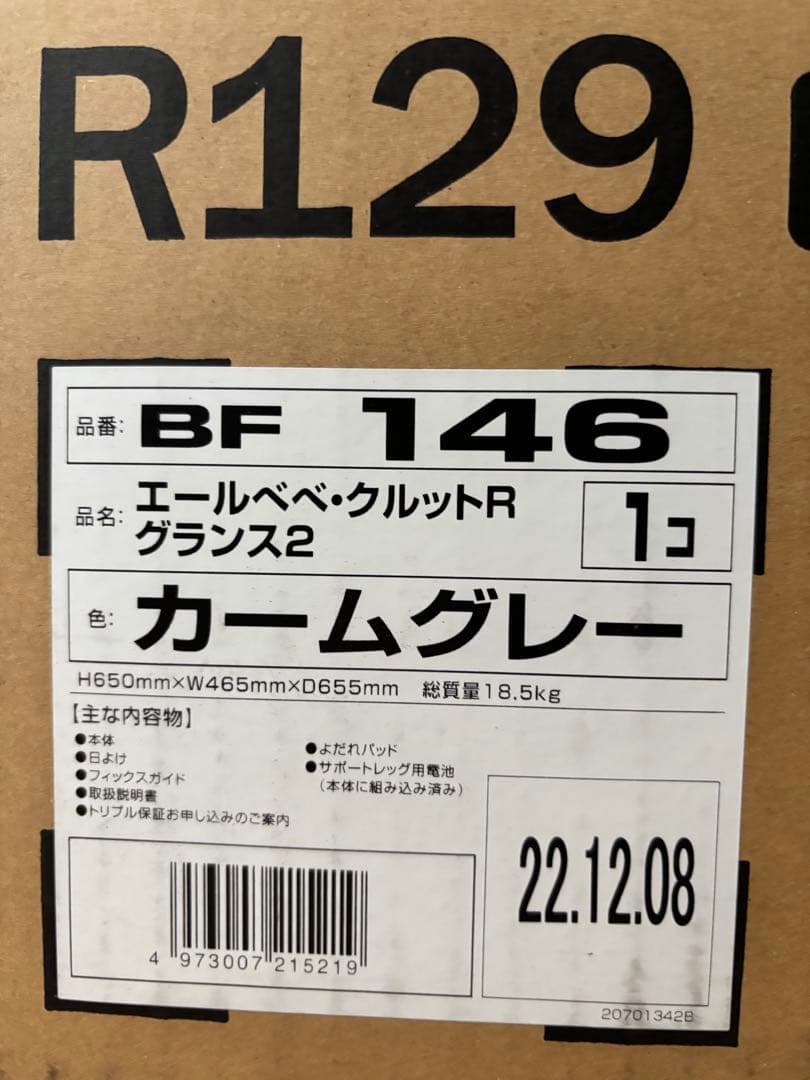 R129
品番: BF 146
品名: エールベベ・クルットR
グランス2
1コ
色: カームグレー
H650mm×W465mm×D655mm 総質量18.5kg
【主な内容物】
●本体
●日よけ
●フィックスガイド
●取扱説明書
●トリプル保証お申し込みのご案内
●よだれパッド
●サポートレッグ用電池
(本体に組み込み済み)
22.12.08
4 973007 215219
20701342B